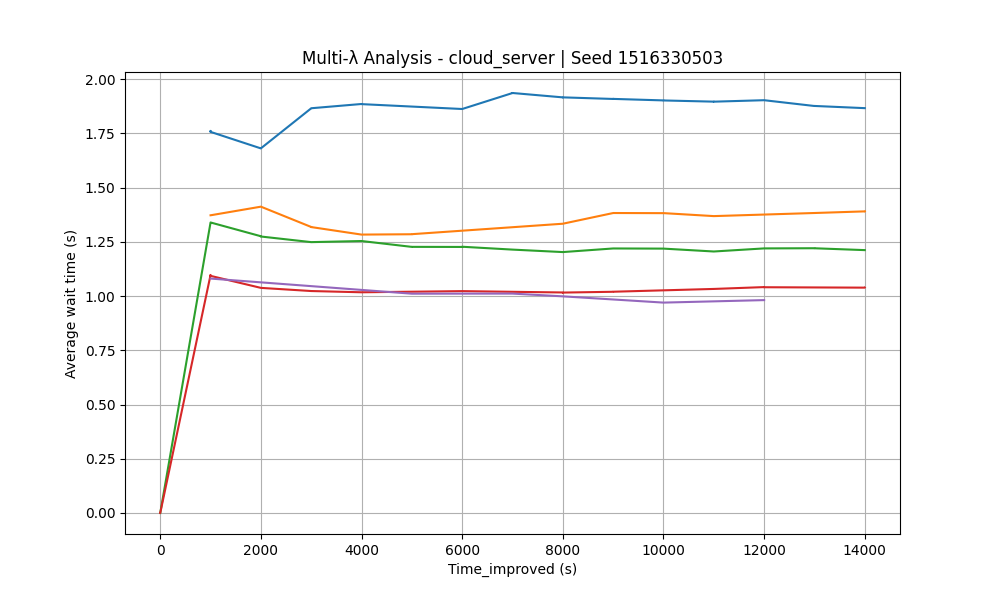 Multi-λ Analysis - cloud_server | Seed 1516330503
2.00
1.75
1.50
1.25
1.00
0.75
0.50
0.25
0.00
Average wait time (s)
0 2000 4000 6000 8000 10000 12000 14000
Time_improved (s)